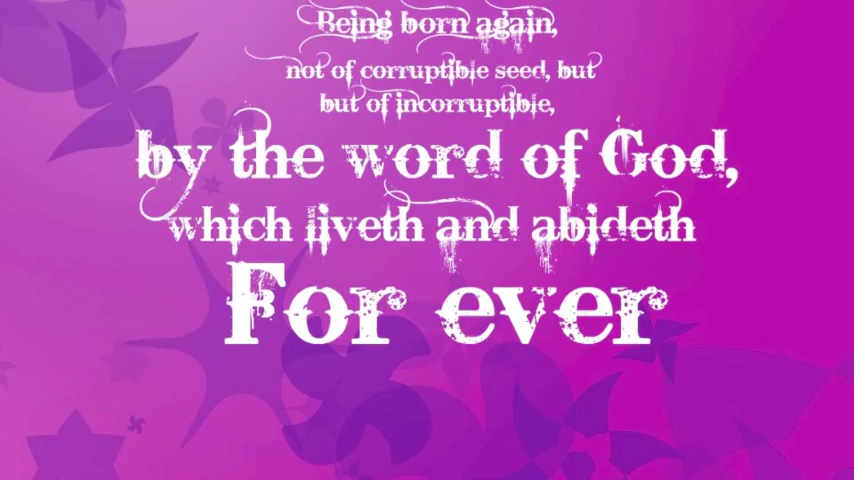 Being born again,
not of corruptible seed, but
but of incorruptible,
by the word of God,
which liveth and abideth
For ever